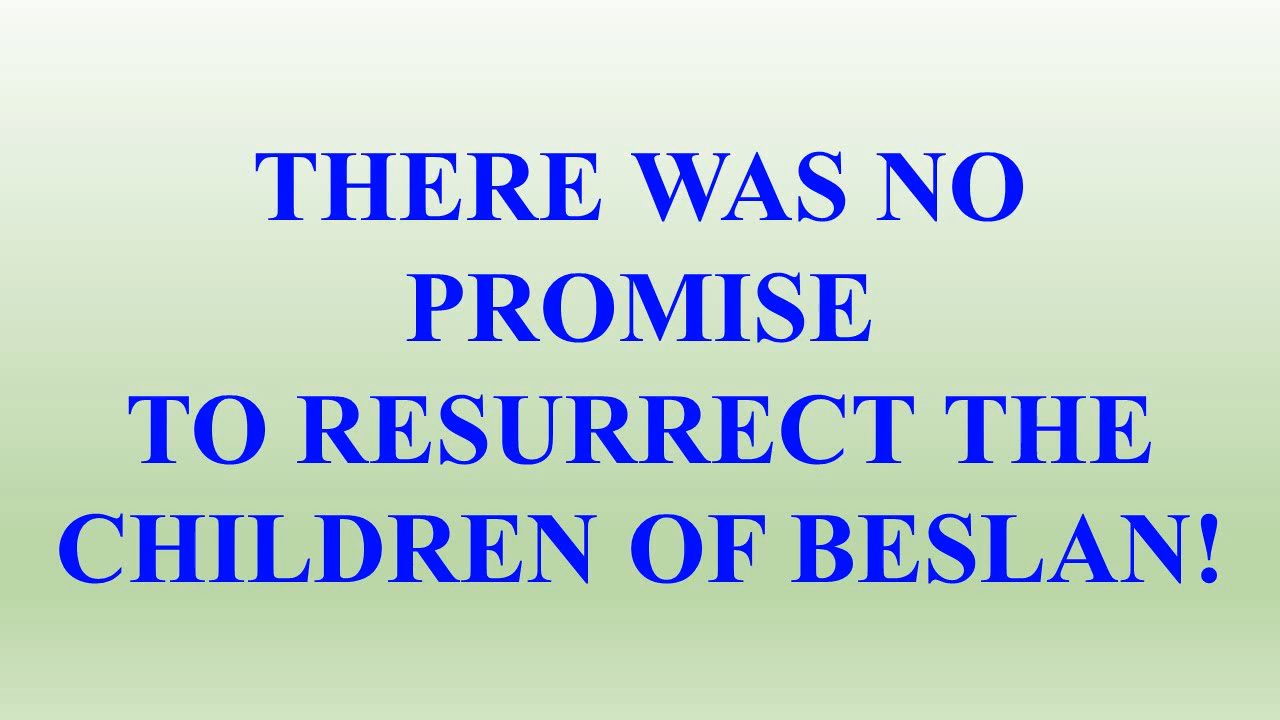 THERE WAS NO
PROMISE
TO RESURRECT THE
CHILDREN OF BESLAN!